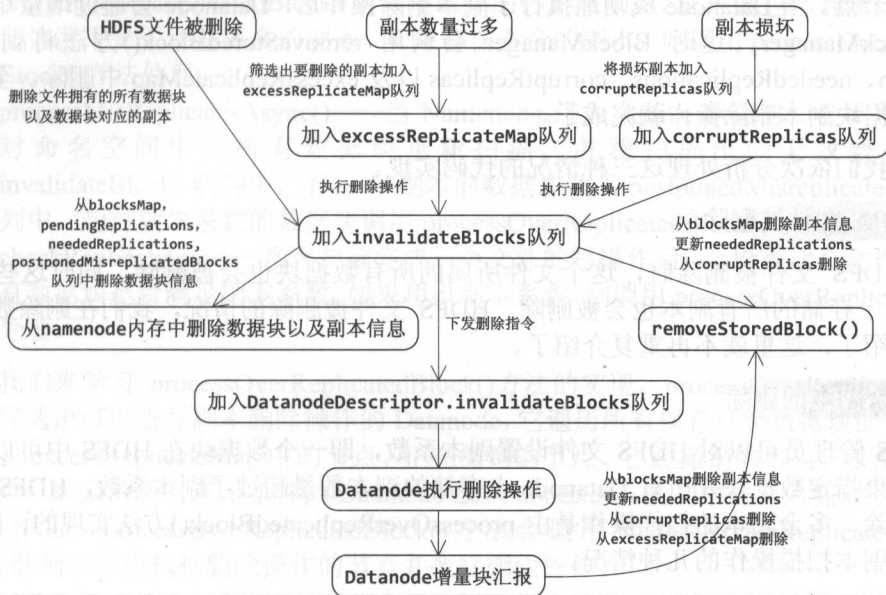 HDFS文件被删除
副本数量过多
副本损坏
筛选出要删除的副本加入
excessReplicateMap队列
将损坏副本加入
corruptReplicas队列
删除文件拥有的所有数据块
以及数据块对应的副本
加入excessReplicateMap队列
加入corruptReplicas队列
执行删除操作
执行删除操作
从blocksMap,
pendingReplications,
neededReplications,
postponedMisreplicatedBlocks
队列中删除数据块信息
加入invalidateBlocks队列
从blocksMap删除副本信息
更新neededReplications
从corruptReplicas删除
从namenode内存中删除数据块以及副本信息
下发删除指令
removeStoredBlock()
加入DatanodeDescriptor.invalidateBlocks队列
Datanode执行删除操作
从blocksMap删除副本信息
更新neededReplications
从corruptReplicas删除
从excessReplicateMap删除
Datanode增量块汇报